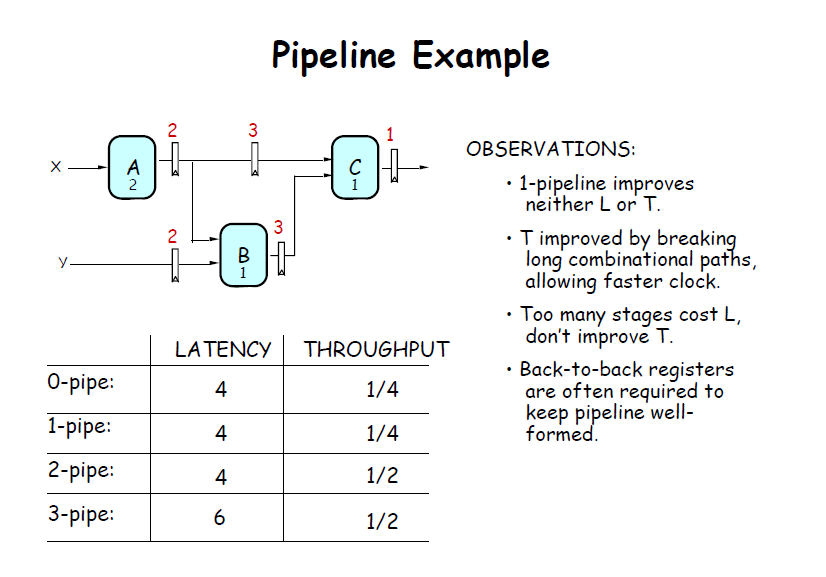 Pipeline Example
2
3
1
X
A
2
C
1
2
3
Y
B
1
LATENCY THROUGHPUT
0-pipe: 4 1/4
1-pipe: 4 1/4
2-pipe: 4 1/2
3-pipe: 6 1/2
OBSERVATIONS:
• 1-pipeline improves
neither L or T.
• T improved by breaking
long combinational paths,
allowing faster clock.
• Too many stages cost L,
don't improve T.
• Back-to-back registers
are often required to
keep pipeline well-
formed.